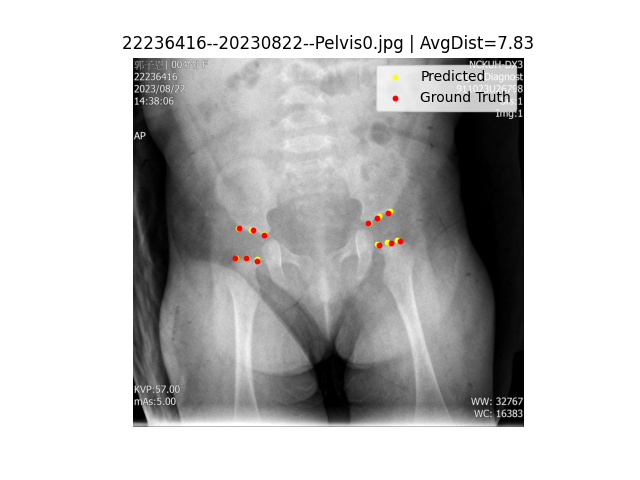 22236416--20230822--Pelvis0.jpg | AvgDist=7.83
22236416
2023/08/22
14:38:06
AP
Predicted
Ground Truth
Img:1
KVP:57.00
mAs:5.00
WW: 32767
WC: 16383